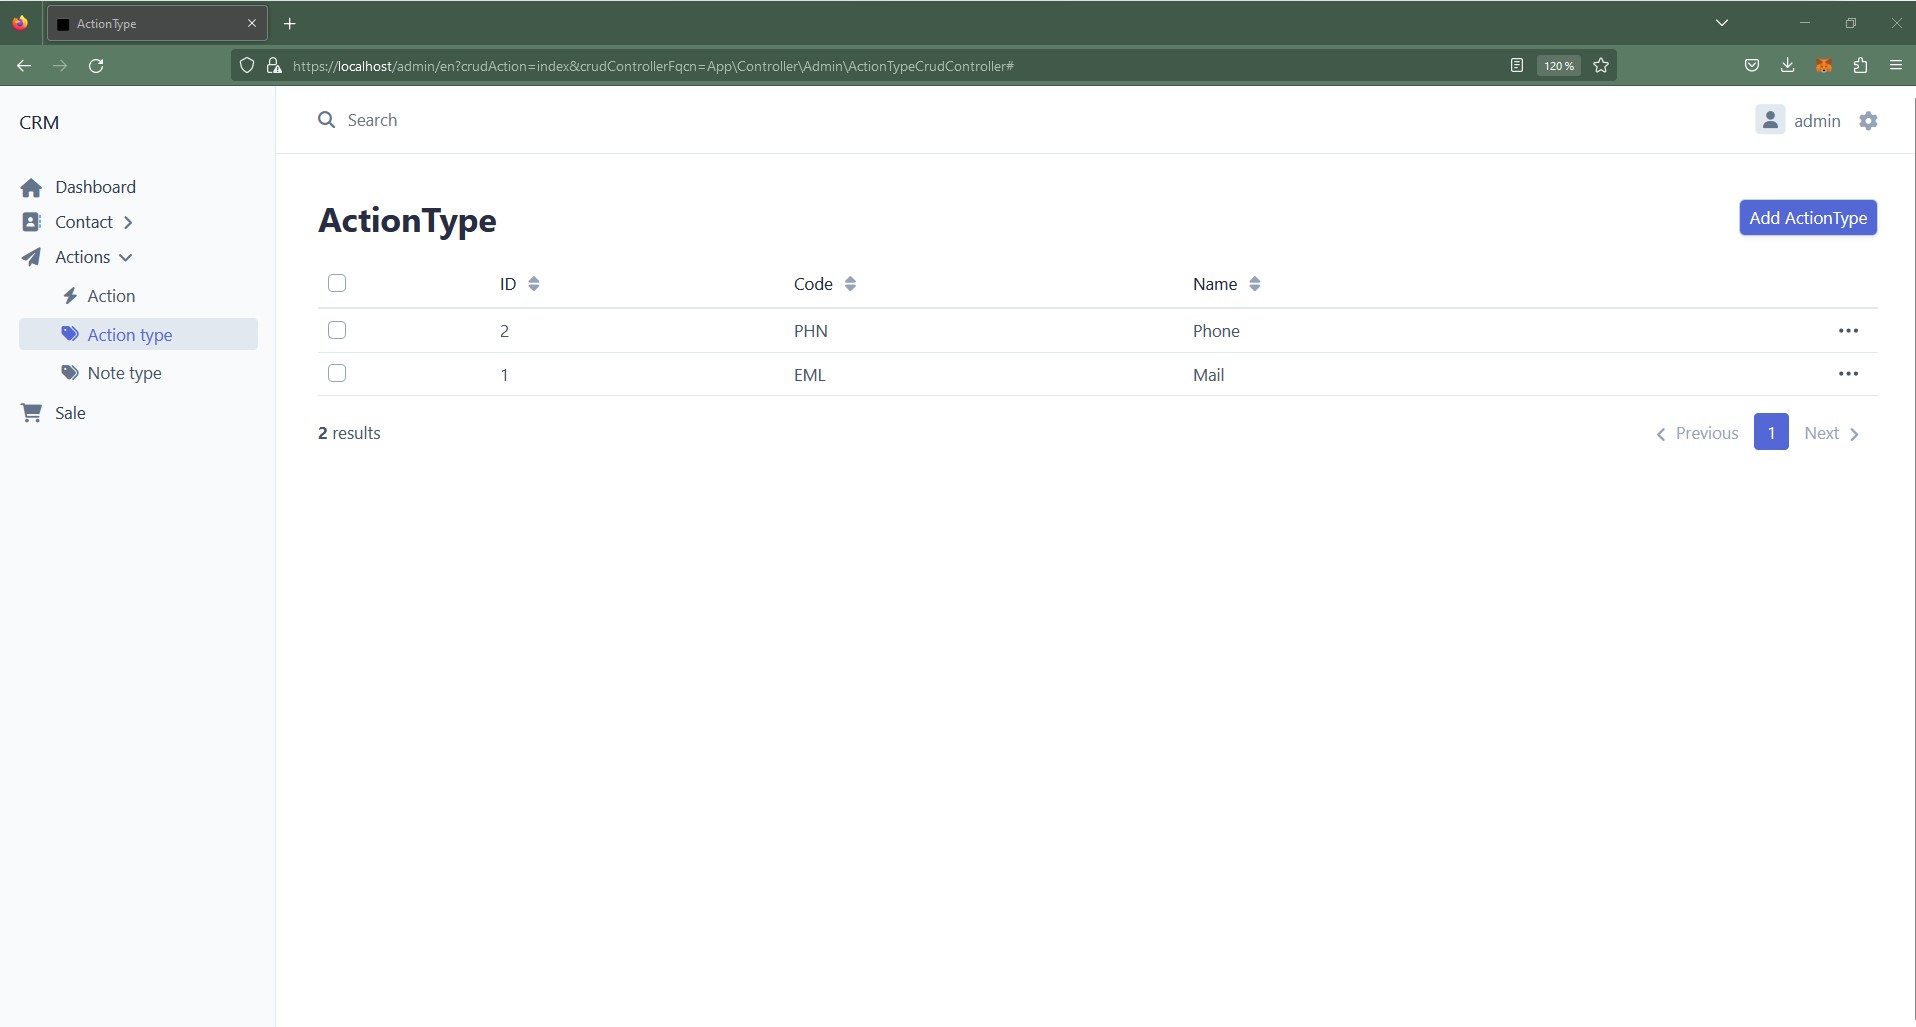 ActionType
https://localhost/admin/en?crudAction=index&crudControllerFqcn=App\Controller\Admin\ActionTypeCrudController#
120 %
CRM
Search
admin
Dashboard
Contact
Actions
Action
Action type
Note type
Sale
ActionType
Add ActionType
ID Code Name
2 PHN Phone
1 EML Mail
2 results
Previous 1 Next